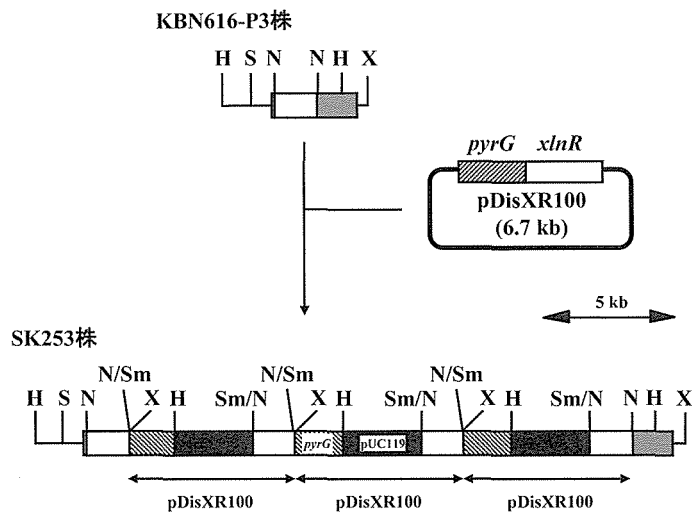 KBN616-P3株
H S N N H X
pyrG xlnR
pDisXR100
(6.7 kb)
5 kb
SK253株
N/Sm N/Sm N/Sm
H S N X H Sm/N X H Sm/N X H Sm/N N H X
pyrG pUC119
pDisXR100 pDisXR100 pDisXR100